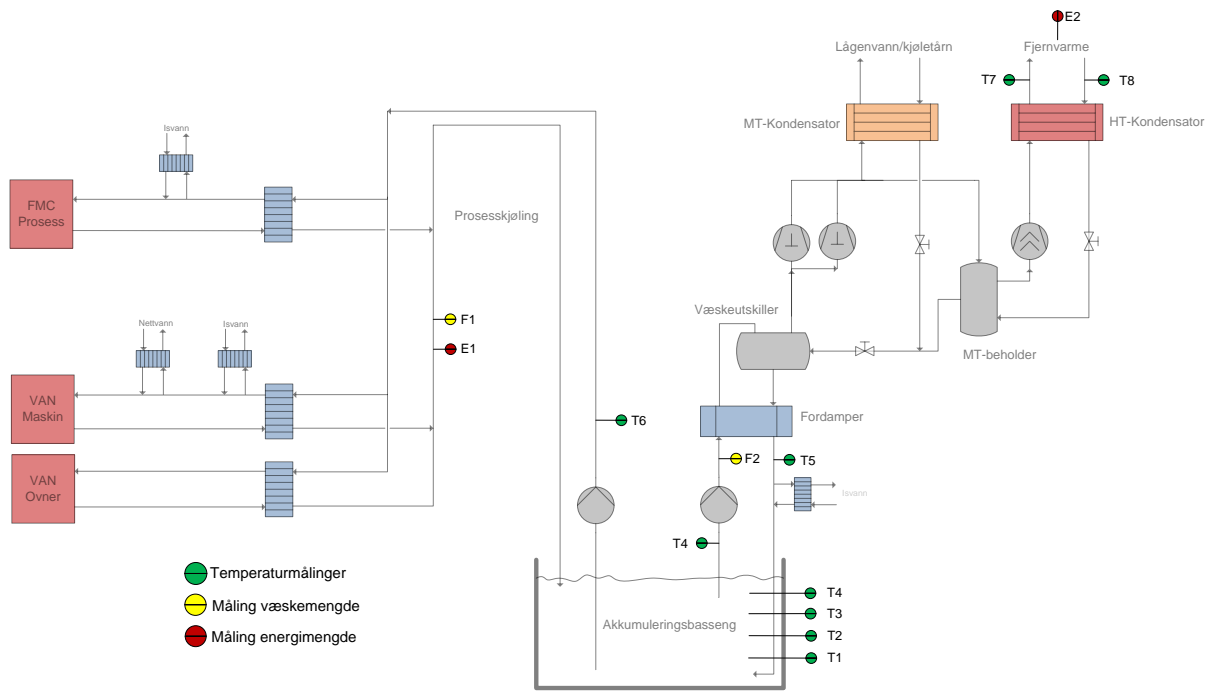 E2
Lågenvann/kjøletårn
Fjernvarme
T7
T8
MT-Kondensator
HT-Kondensator
Isvann
FMC
Prosess
Prosesskjøling
Væskeutskiller
MT-beholder
Nettvann
Isvann
F1
E1
VAN
Maskin
T6
Fordamper
F2
T5
VAN
Ovner
Isvann
T4
Temperaturmålinger
Måling væskemengde
Måling energimengde
Akkumuleringsbasseng
T4
T3
T2
T1